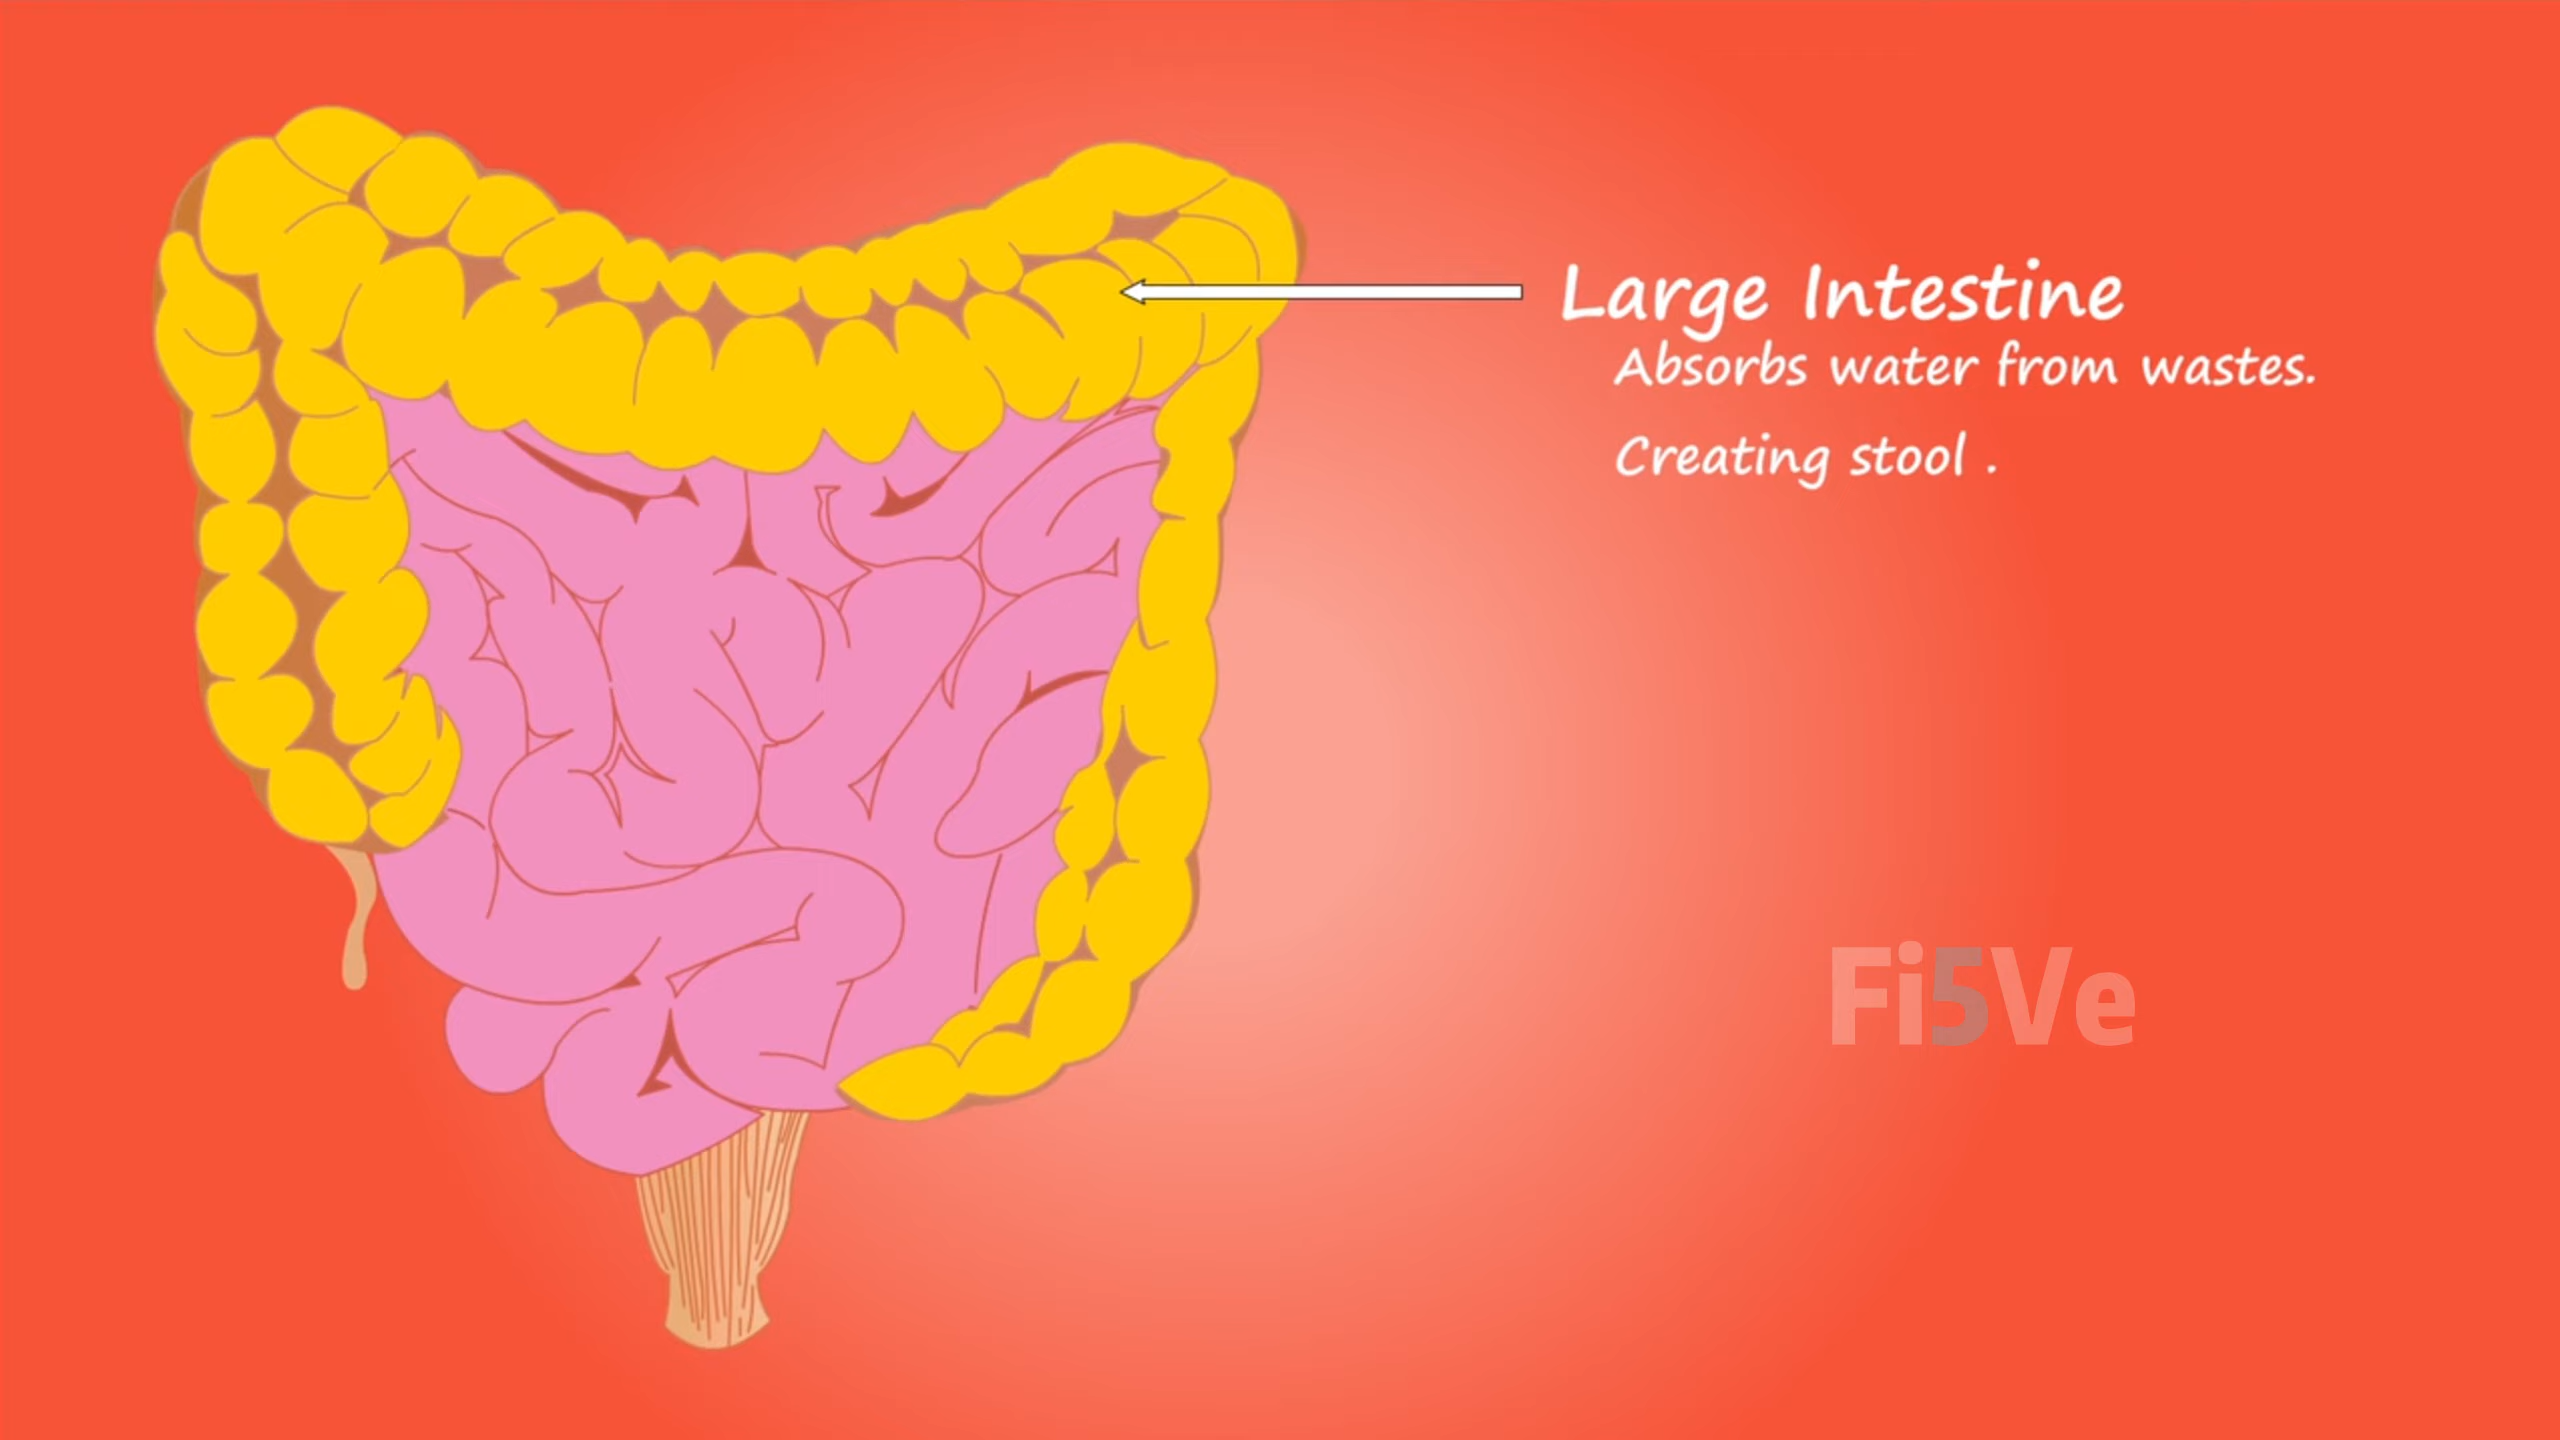 Large Intestine
Absorbs water from wastes.
Creating stool .
Fi5Ve